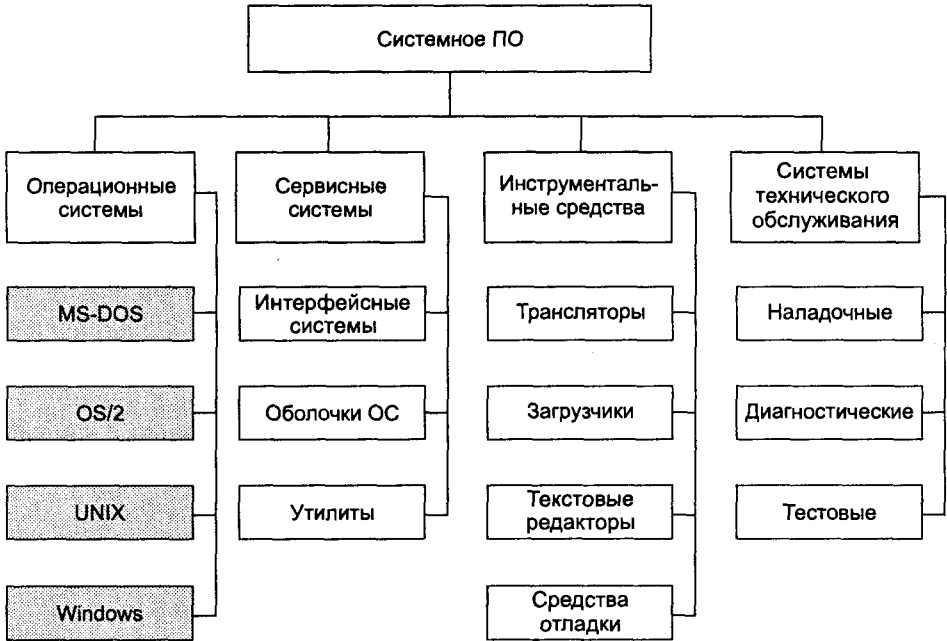 Системное ПО
Операционные
системы
Сервисные
системы
Инструменталь-
ные средства
Системы
технического
обслуживания
MS-DOS
Интерфейсные
системы
Трансляторы
Наладочные
OS/2
Оболочки ОС
Загрузчики
Диагностические
UNIX
Утилиты
Текстовые
редакторы
Тестовые
Windows
Средства
отладки